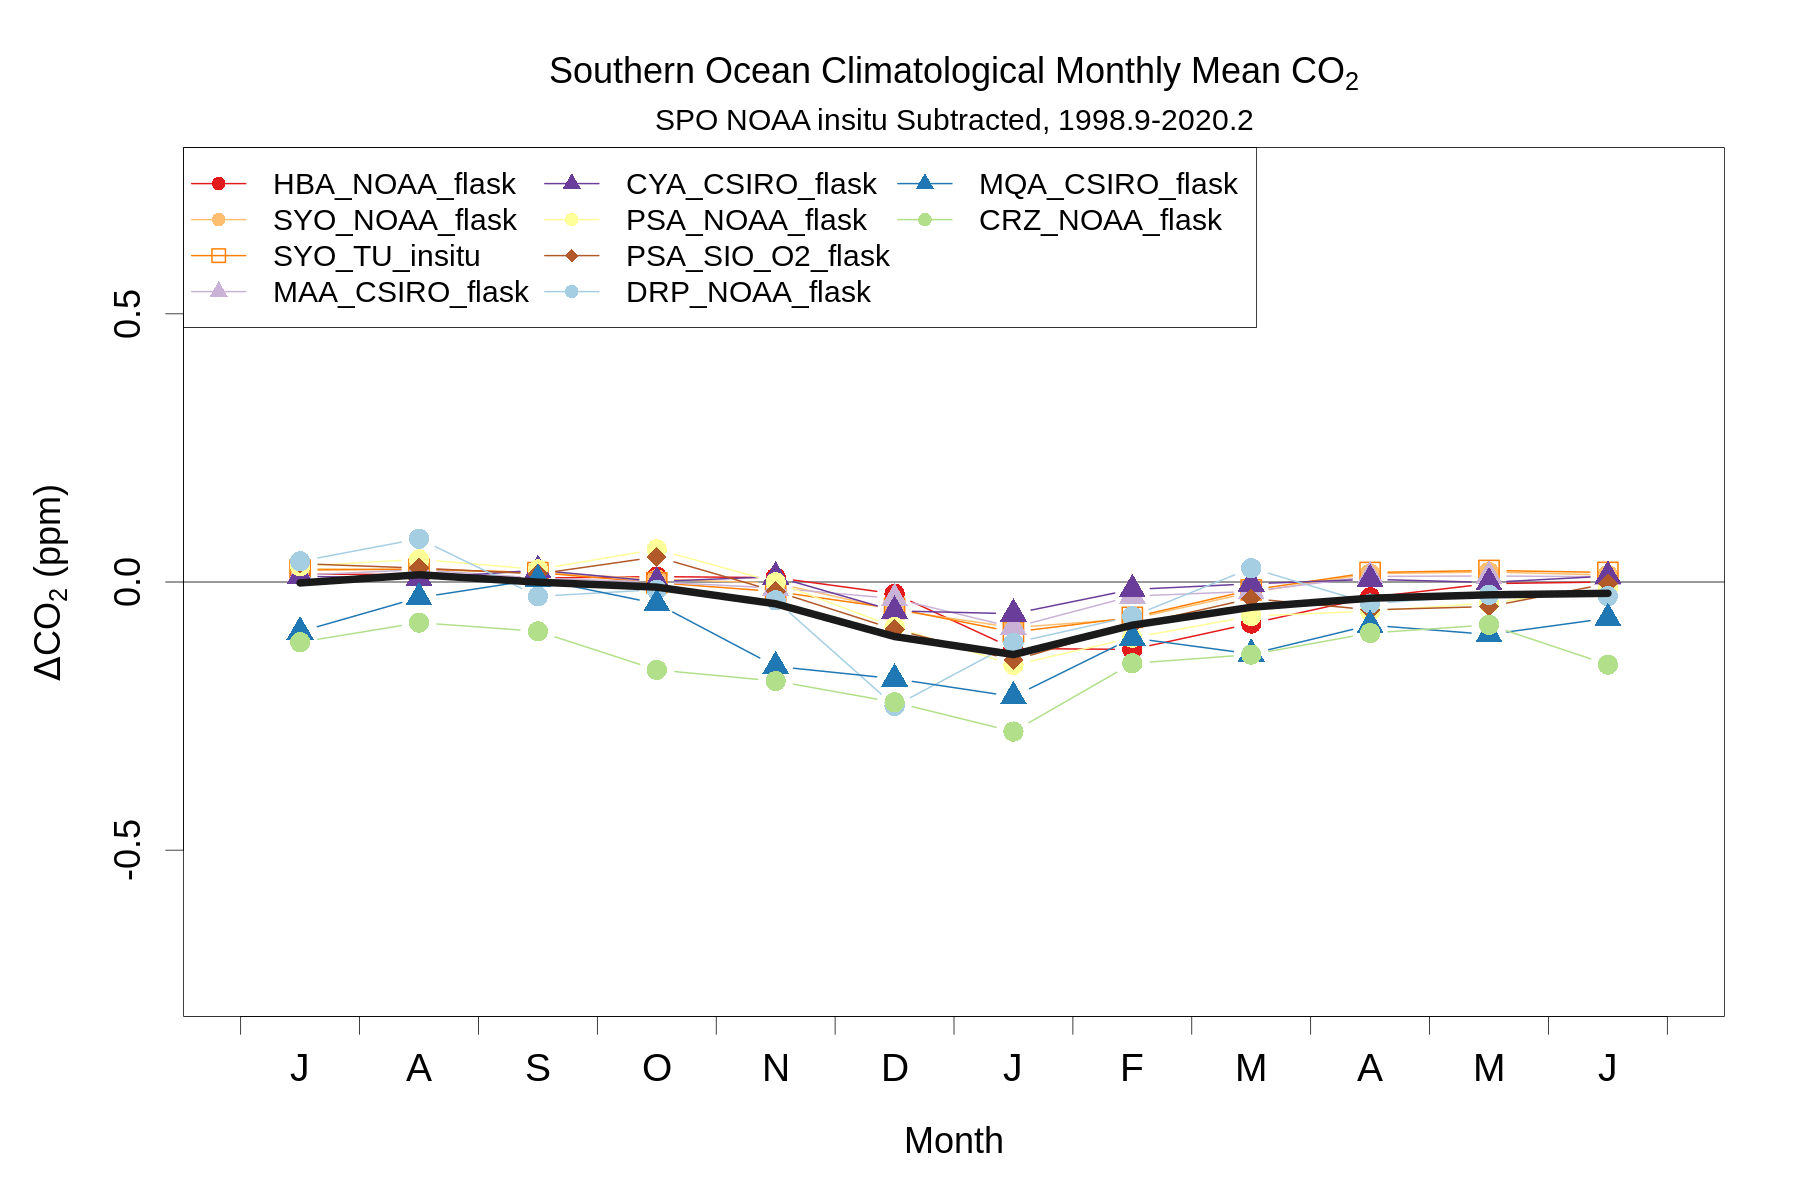 Southern Ocean Climatological Monthly Mean CO₂
SPO NOAA insitu Subtracted, 1998.9-2020.2
HBA_NOAA_flask
SYO_NOAA_flask
SYO_TU_insitu
MAA_CSIRO_flask
CYA_CSIRO_flask
PSA_NOAA_flask
PSA_SIO_O2_flask
DRP_NOAA_flask
MQA_CSIRO_flask
CRZ_NOAA_flask
ΔCO₂ (ppm)
0.5
0.0
-0.5
J A S O N D J F M A M J
Month